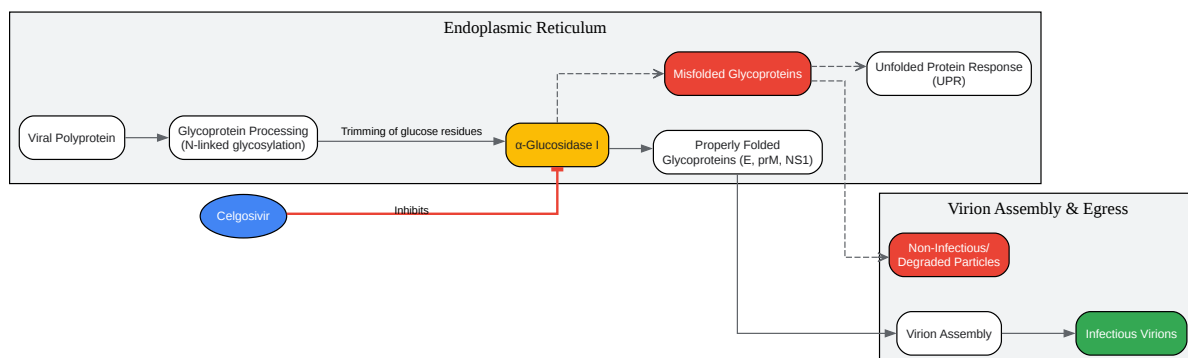 Endoplasmic Reticulum
Misfolded Glycoproteins
Unfolded Protein Response
(UPR)
Viral Polyprotein
Glycoprotein Processing
(N-linked glycosylation)
Trimming of glucose residues
α-Glucosidase I
Properly Folded
Glycoproteins (E, prM, NS1)
Celgosivir
Inhibits
Virion Assembly & Egress
Non-Infectious/
Degraded Particles
Virion Assembly
Infectious Virions